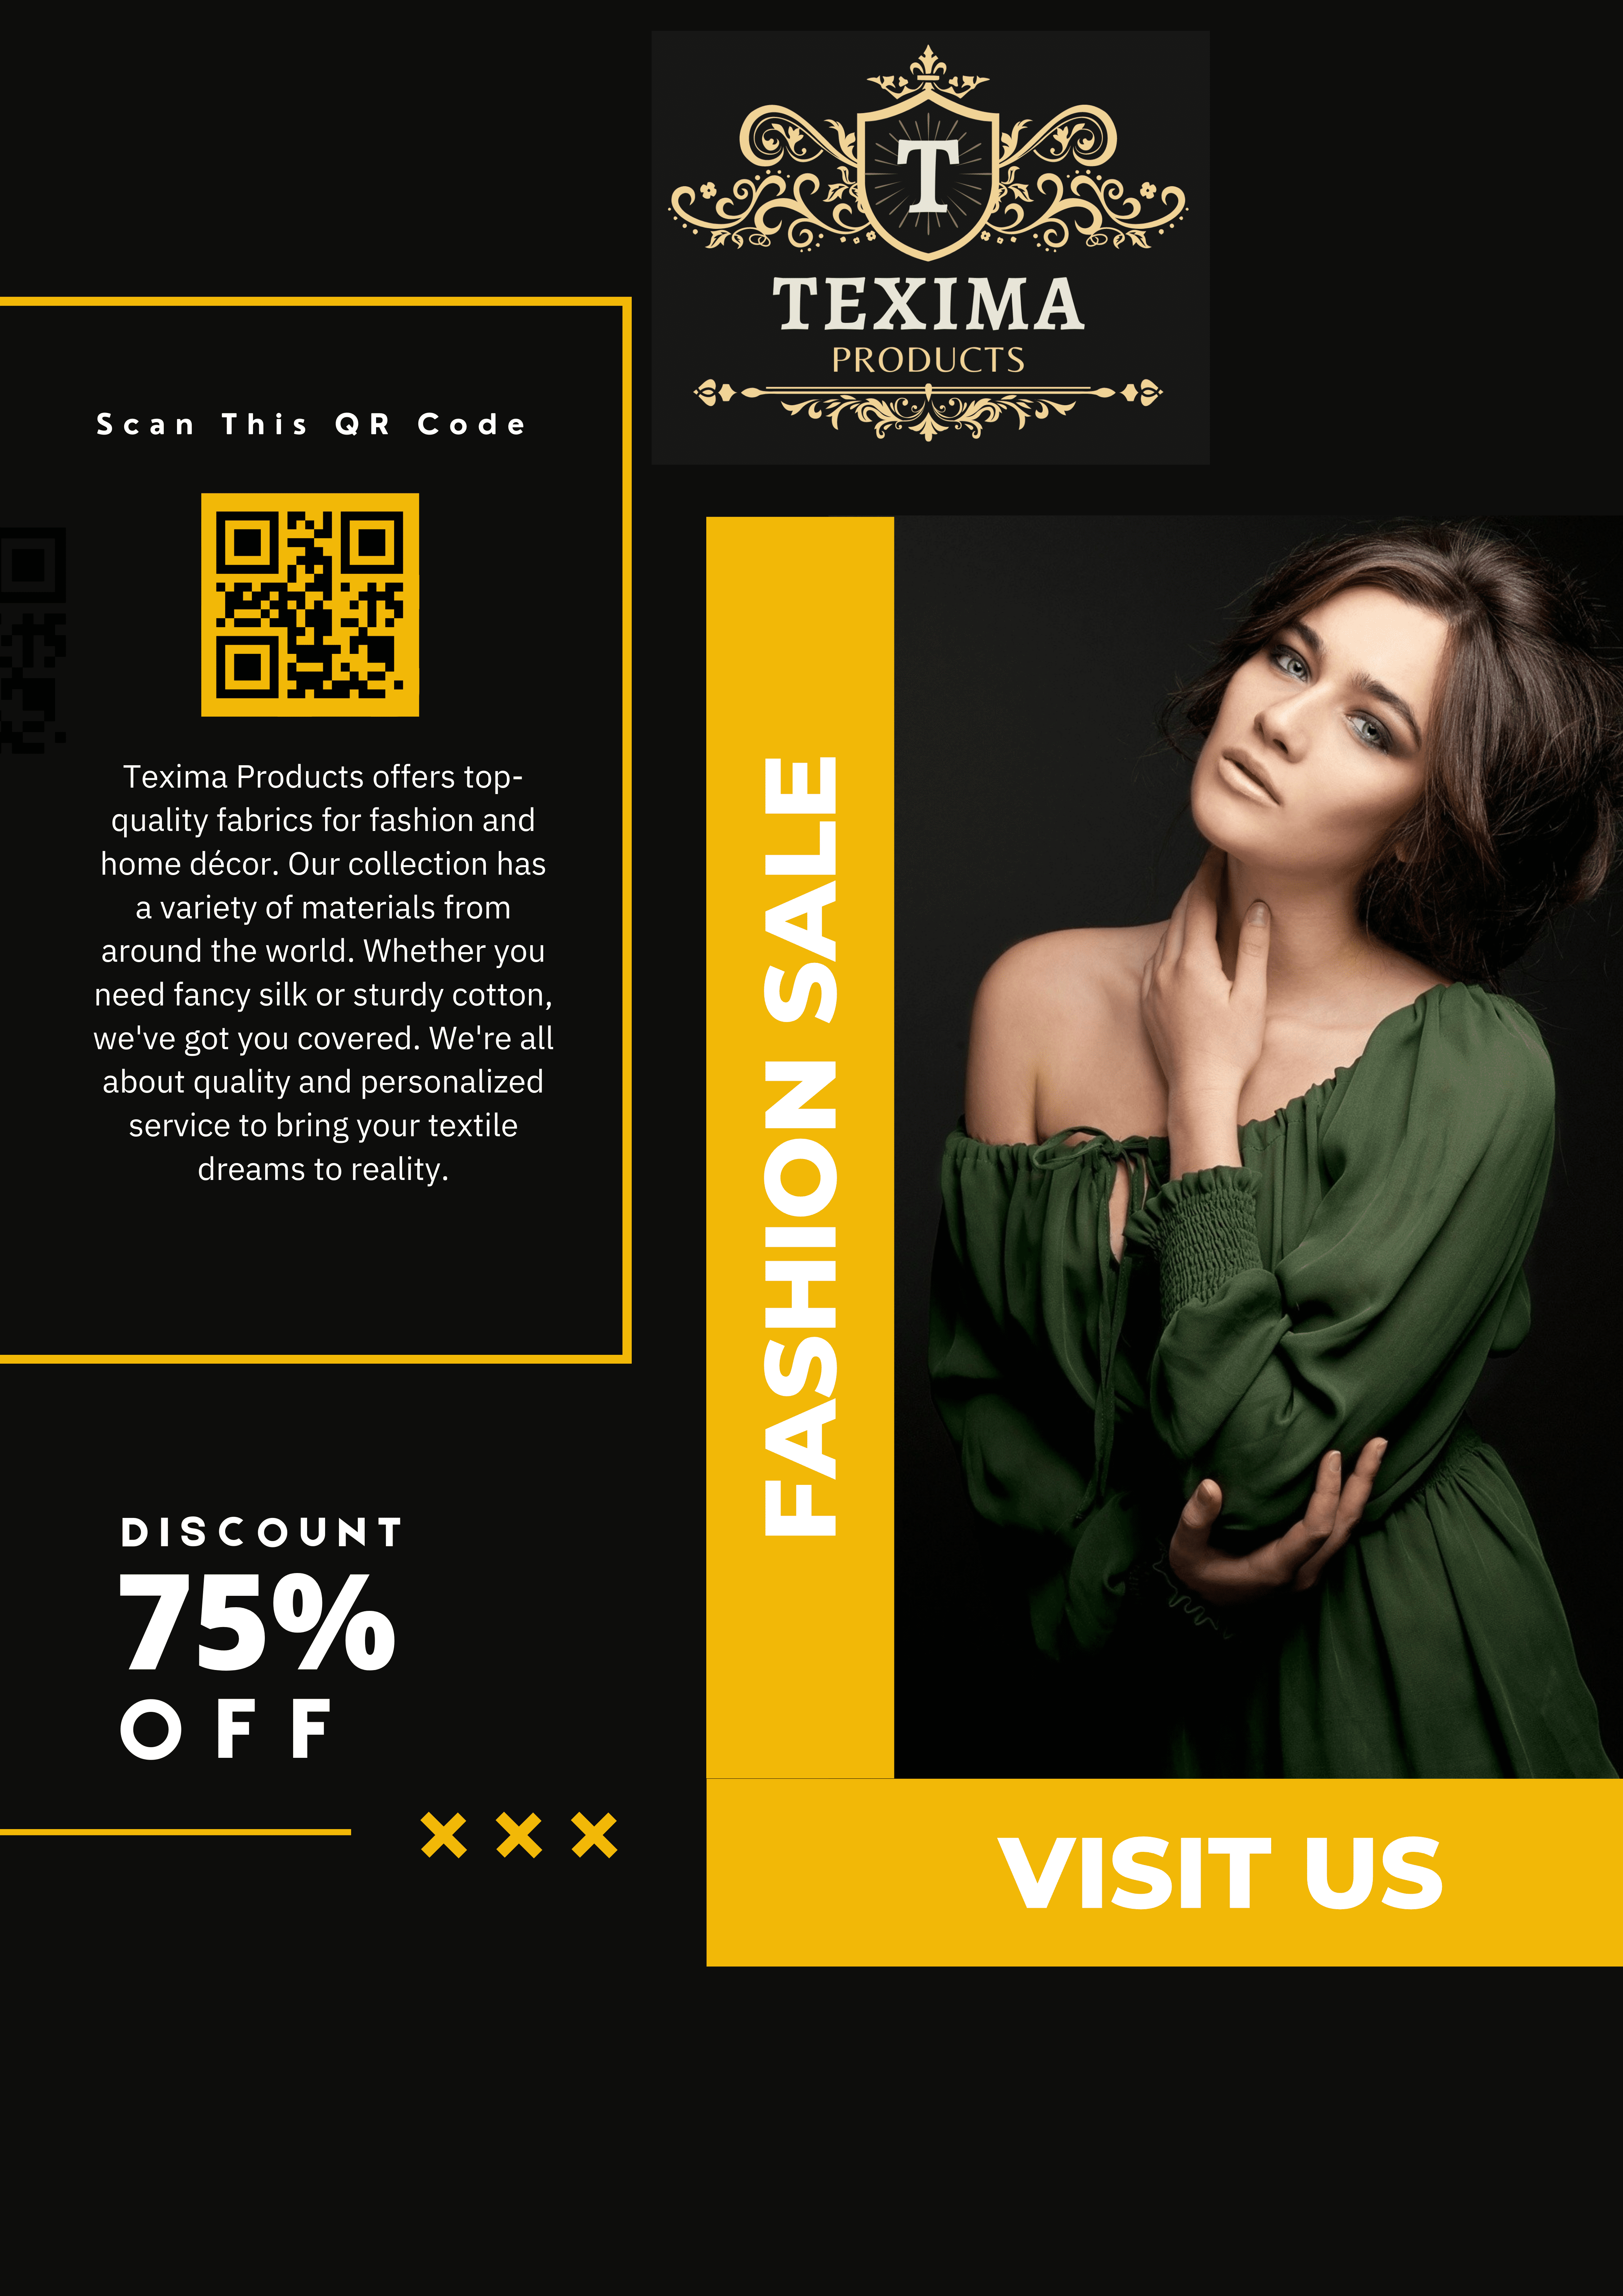 T
TEXIMA
PRODUCTS
Scan This QR Code
Texima Products offers top-
quality fabrics for fashion and
home décor. Our collection has
a variety of materials from
around the world. Whether you
need fancy silk or sturdy cotton,
we've got you covered. We're all
about quality and personalized
service to bring your textile
dreams to reality.
FASHION SALE
DISCOUNT
75%
OFF
VISIT US